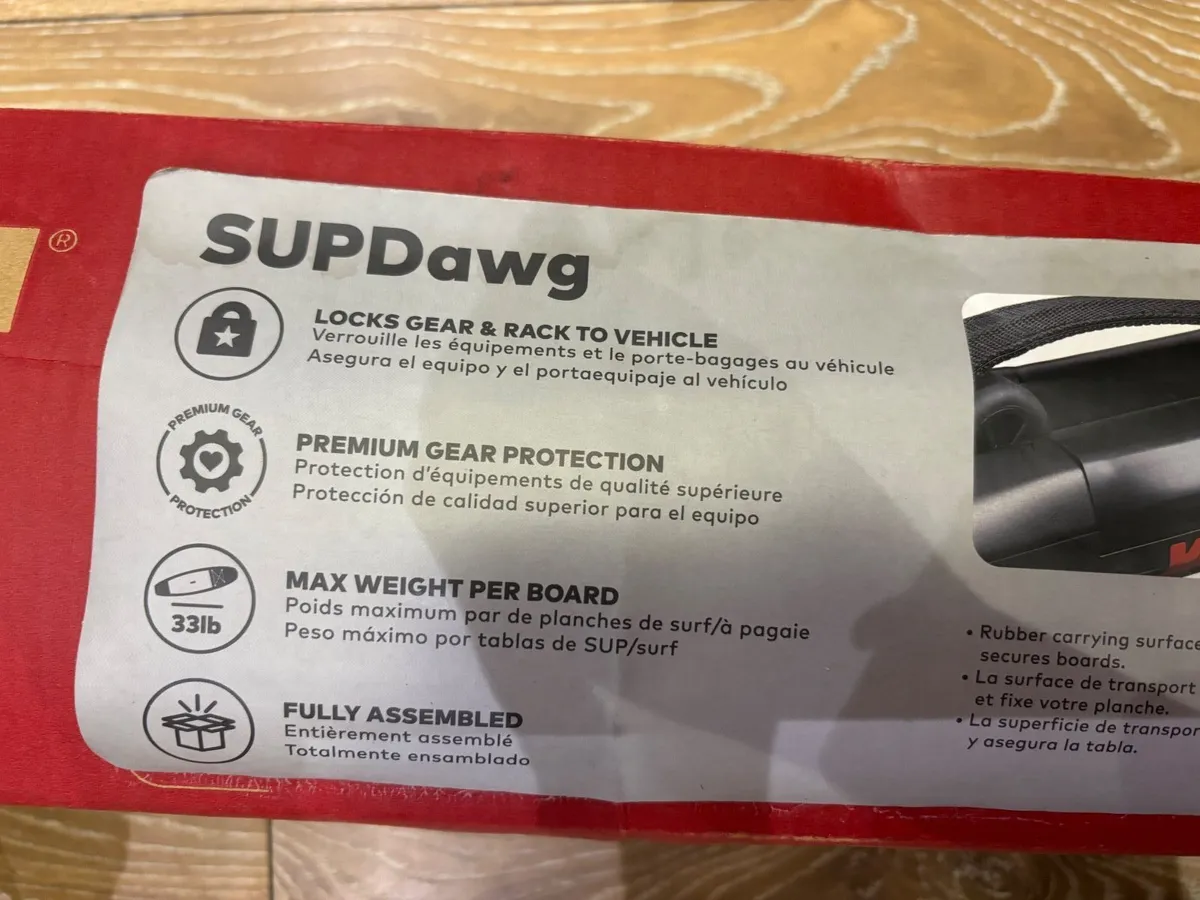 ®
SUPDawg
LOCKS GEAR & RACK TO VEHICLE
Verrouille les équipements et le porte-bagages au véhicule
Asegura el equipo y el portaequipaje al vehículo
PREMIUM GEAR
PROTECTION
PREMIUM GEAR PROTECTION
Protection d'équipements de qualité supérieure
Protección de calidad superior para el equipo
33lb
MAX WEIGHT PER BOARD
Poids maximum par de planches de surf/à pagaie
Peso máximo por tablas de SUP/surf
FULLY ASSEMBLED
Entièrement assemblé
Totalmente ensamblado
• Rubber carrying surface
secures boards.
• La surface de transport
et fixe votre planche.
• La superficie de transpor
y asegura la tabla.